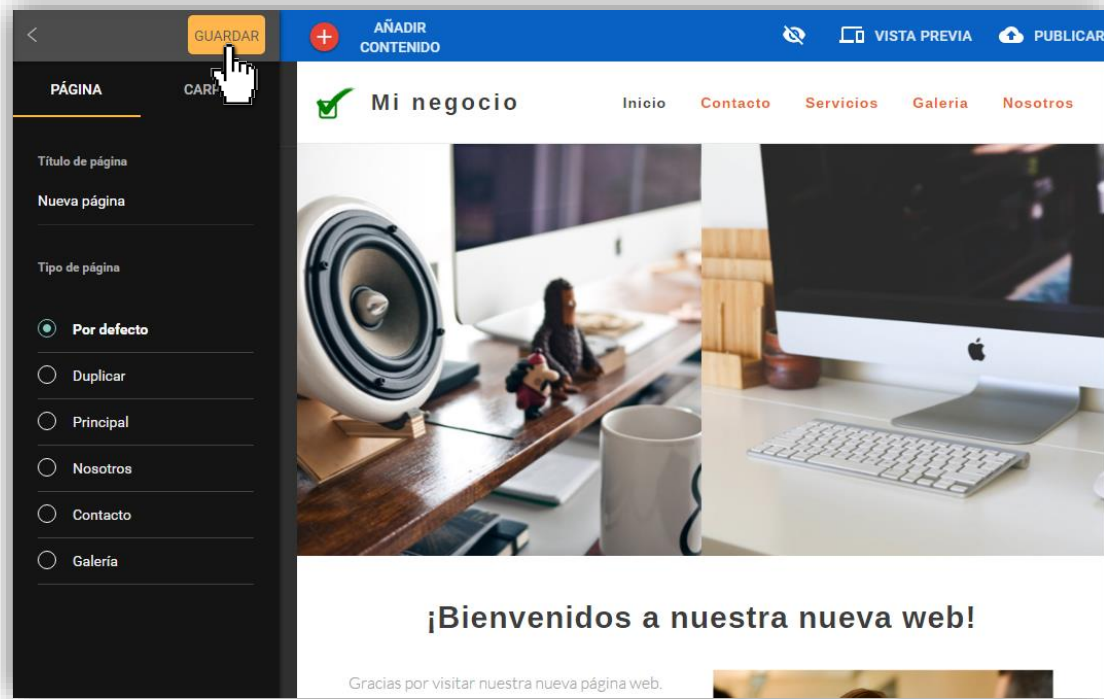 GUARDAR
AÑADIR
CONTENIDO
VISTA PREVIA
PUBLICAR
PÁGINA
Mi negocio
Inicio
Contacto
Servicios
Galeria
Nosotros
Título de página
Nueva página
Tipo de página
Por defecto
Duplicar
Principal
Nosotros
Contacto
Galería
¡Bienvenidos a nuestra nueva web!
Gracias por visitar nuestra nueva página web.